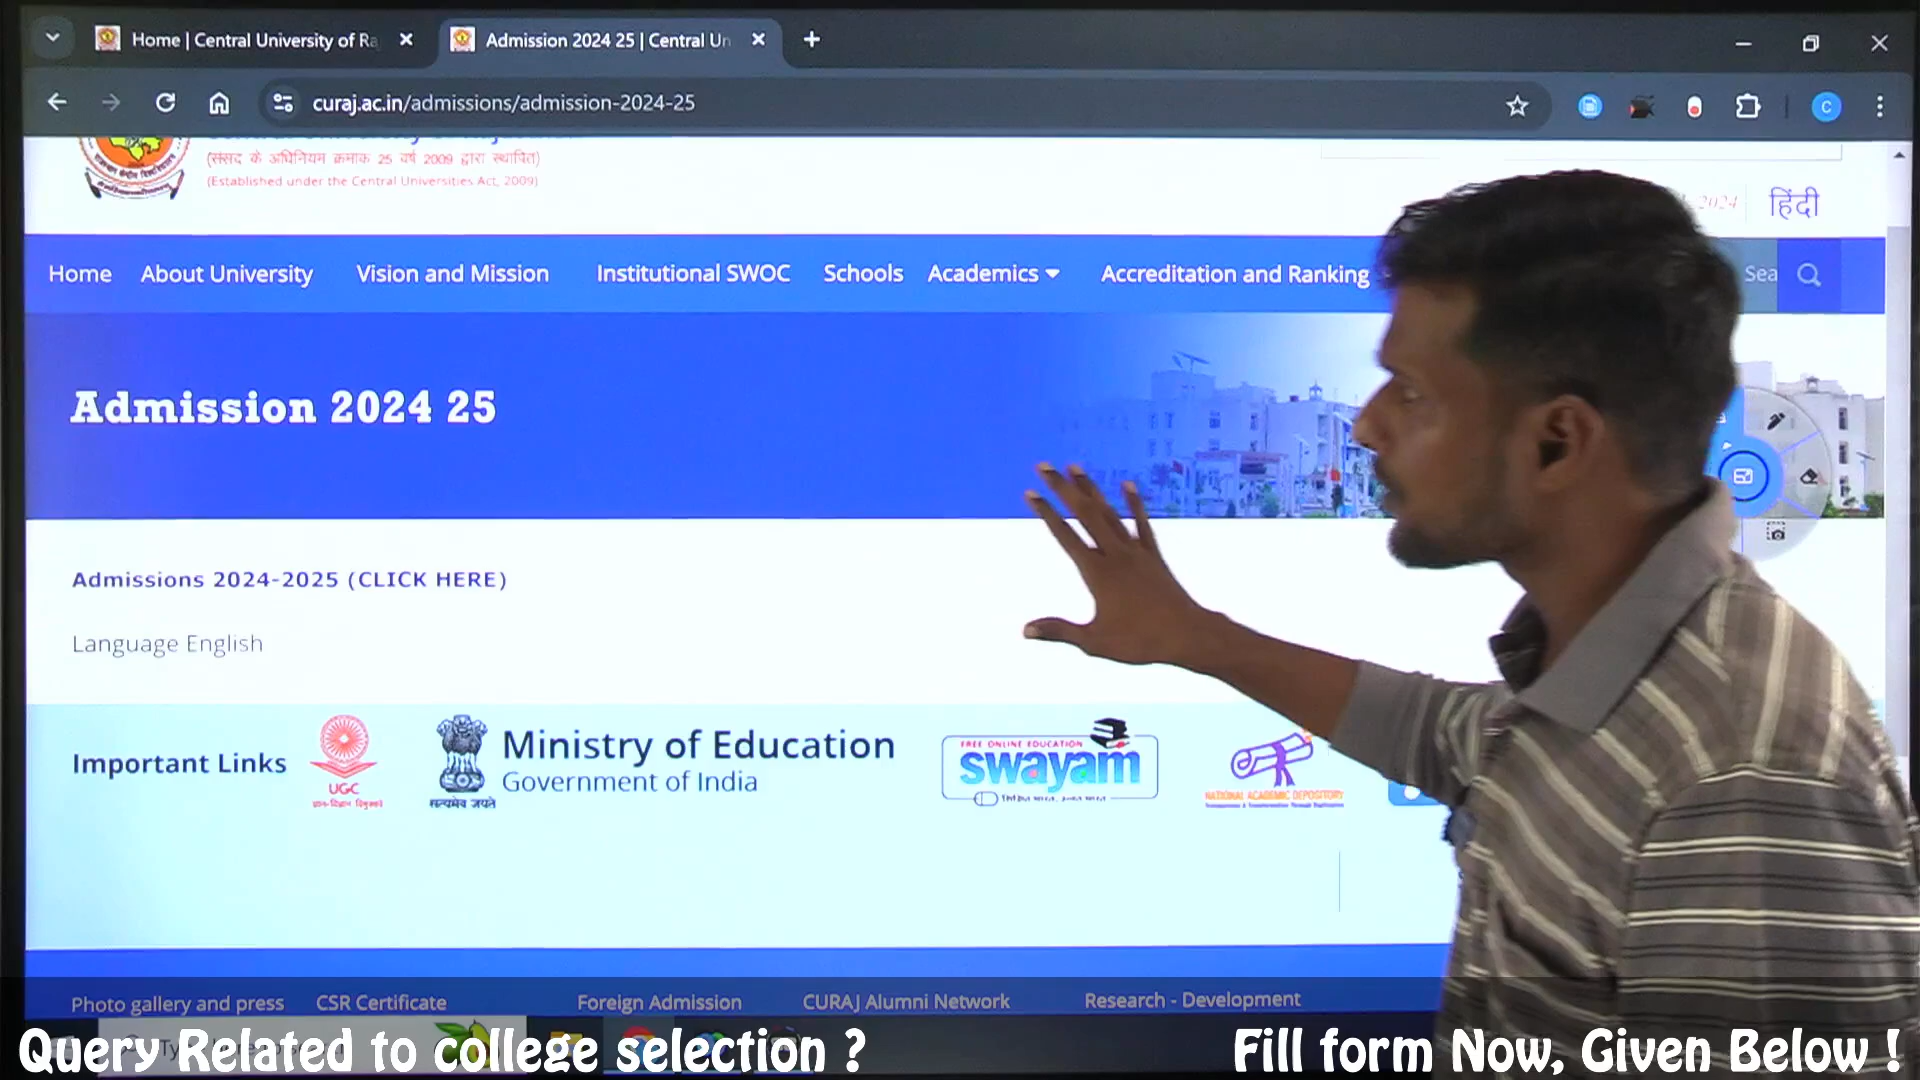 Home | Central University of Ra
Admission 2024 25 | Central Un
curaj.ac.in/admissions/admission-2024-25
C
(संसद के अधिनियम क्रमाक 25 वर्ष 2009 द्वारा स्थापित)
(Established under the Central Universities Act, 2009)
2024
हिंदी
Home
About University
Vision and Mission
Institutional SWOC
Schools
Academics
Accreditation and Ranking
Sea
Admission 2024 25
Admissions 2024-2025 (CLICK HERE)
Language English
Important Links
UGC
ज्ञान-विज्ञान विमुक्तये
सत्यमेव जयते
Ministry of Education
Government of India
FREE ONLINE EDUCATION
swayam
NATIONAL ACADEMIC DEPOSITORY
Photo gallery and press
CSR Certificate
Foreign Admission
CURAJ Alumni Network
Research - Development
Query Related to college selection ?
Fill form Now, Given Below !